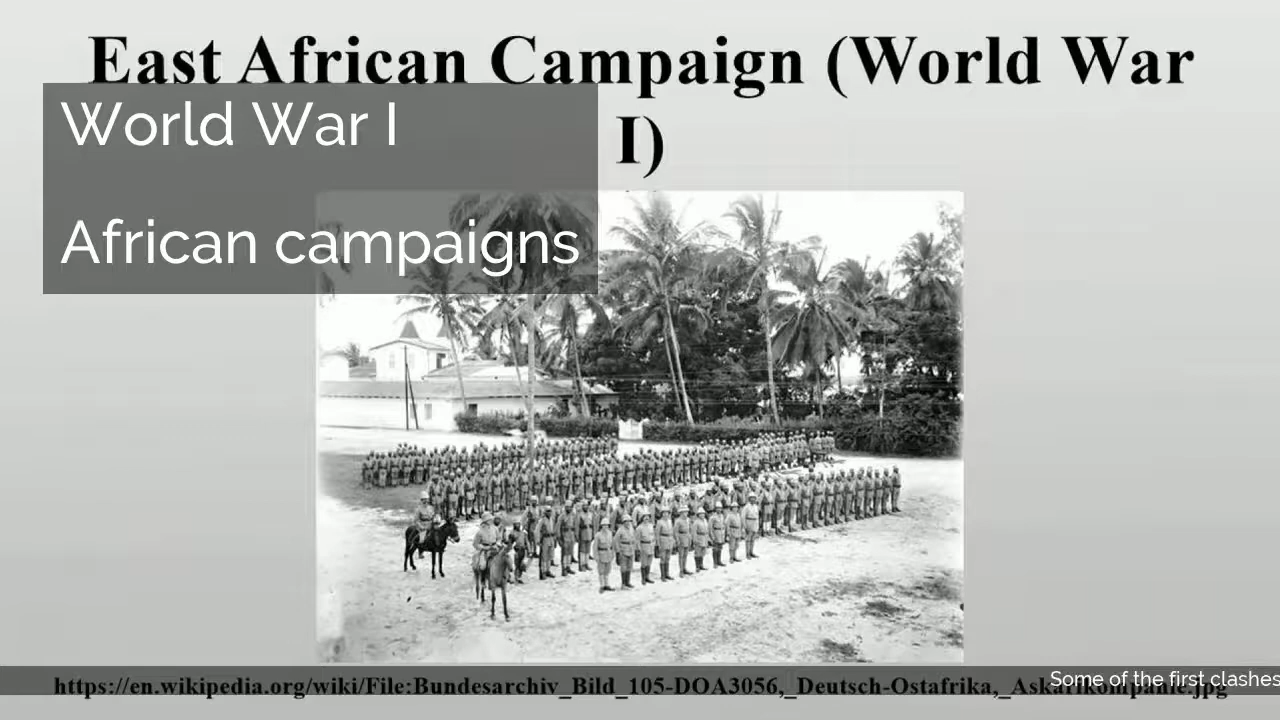 East African Campaign (World War
I)
World War I
African campaigns
https://en.wikipedia.org/wiki/File:Bundesarchiv_Bild_105-DOA3056,_Deutsch-Ostafrika,_Askarikompanie.jpg
Some of the first clashes